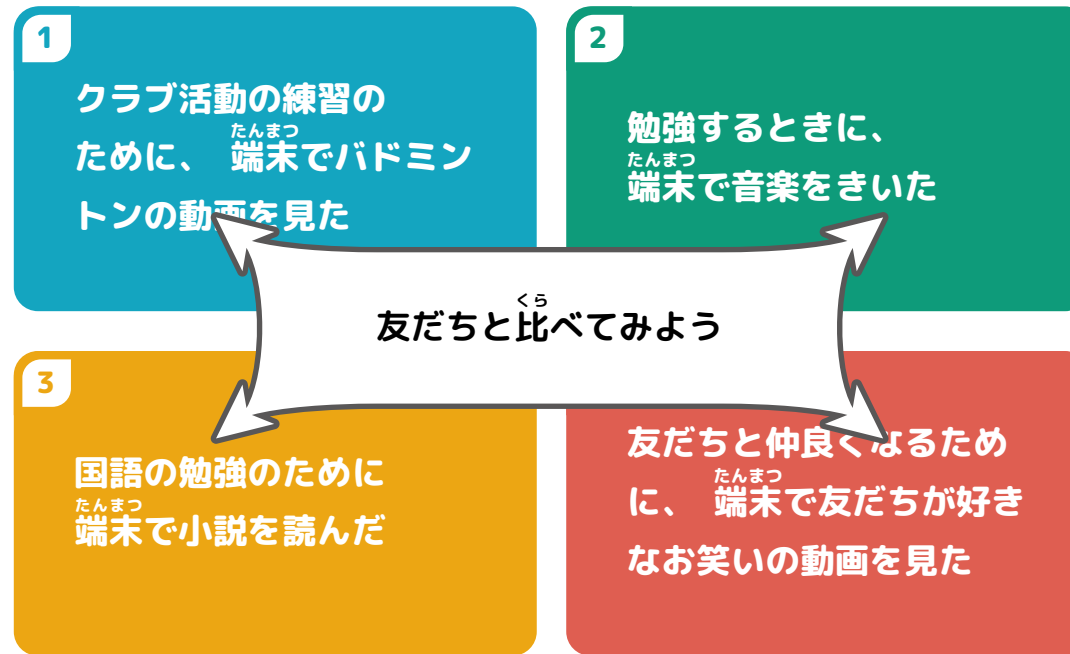 1
クラブ活動の練習の
たんまつ
ために、 端末でバドミン
トンの動画を見た
2
勉強するときに、
たんまつ
端末で音楽をきいた
くら
友だちと比べてみよう
3
国語の勉強のために
たんまつ
端末で小説を読んだ
友だちと仲良くなるため
たんまつ
に、 端末で友だちが好き
なお笑いの動画を見た